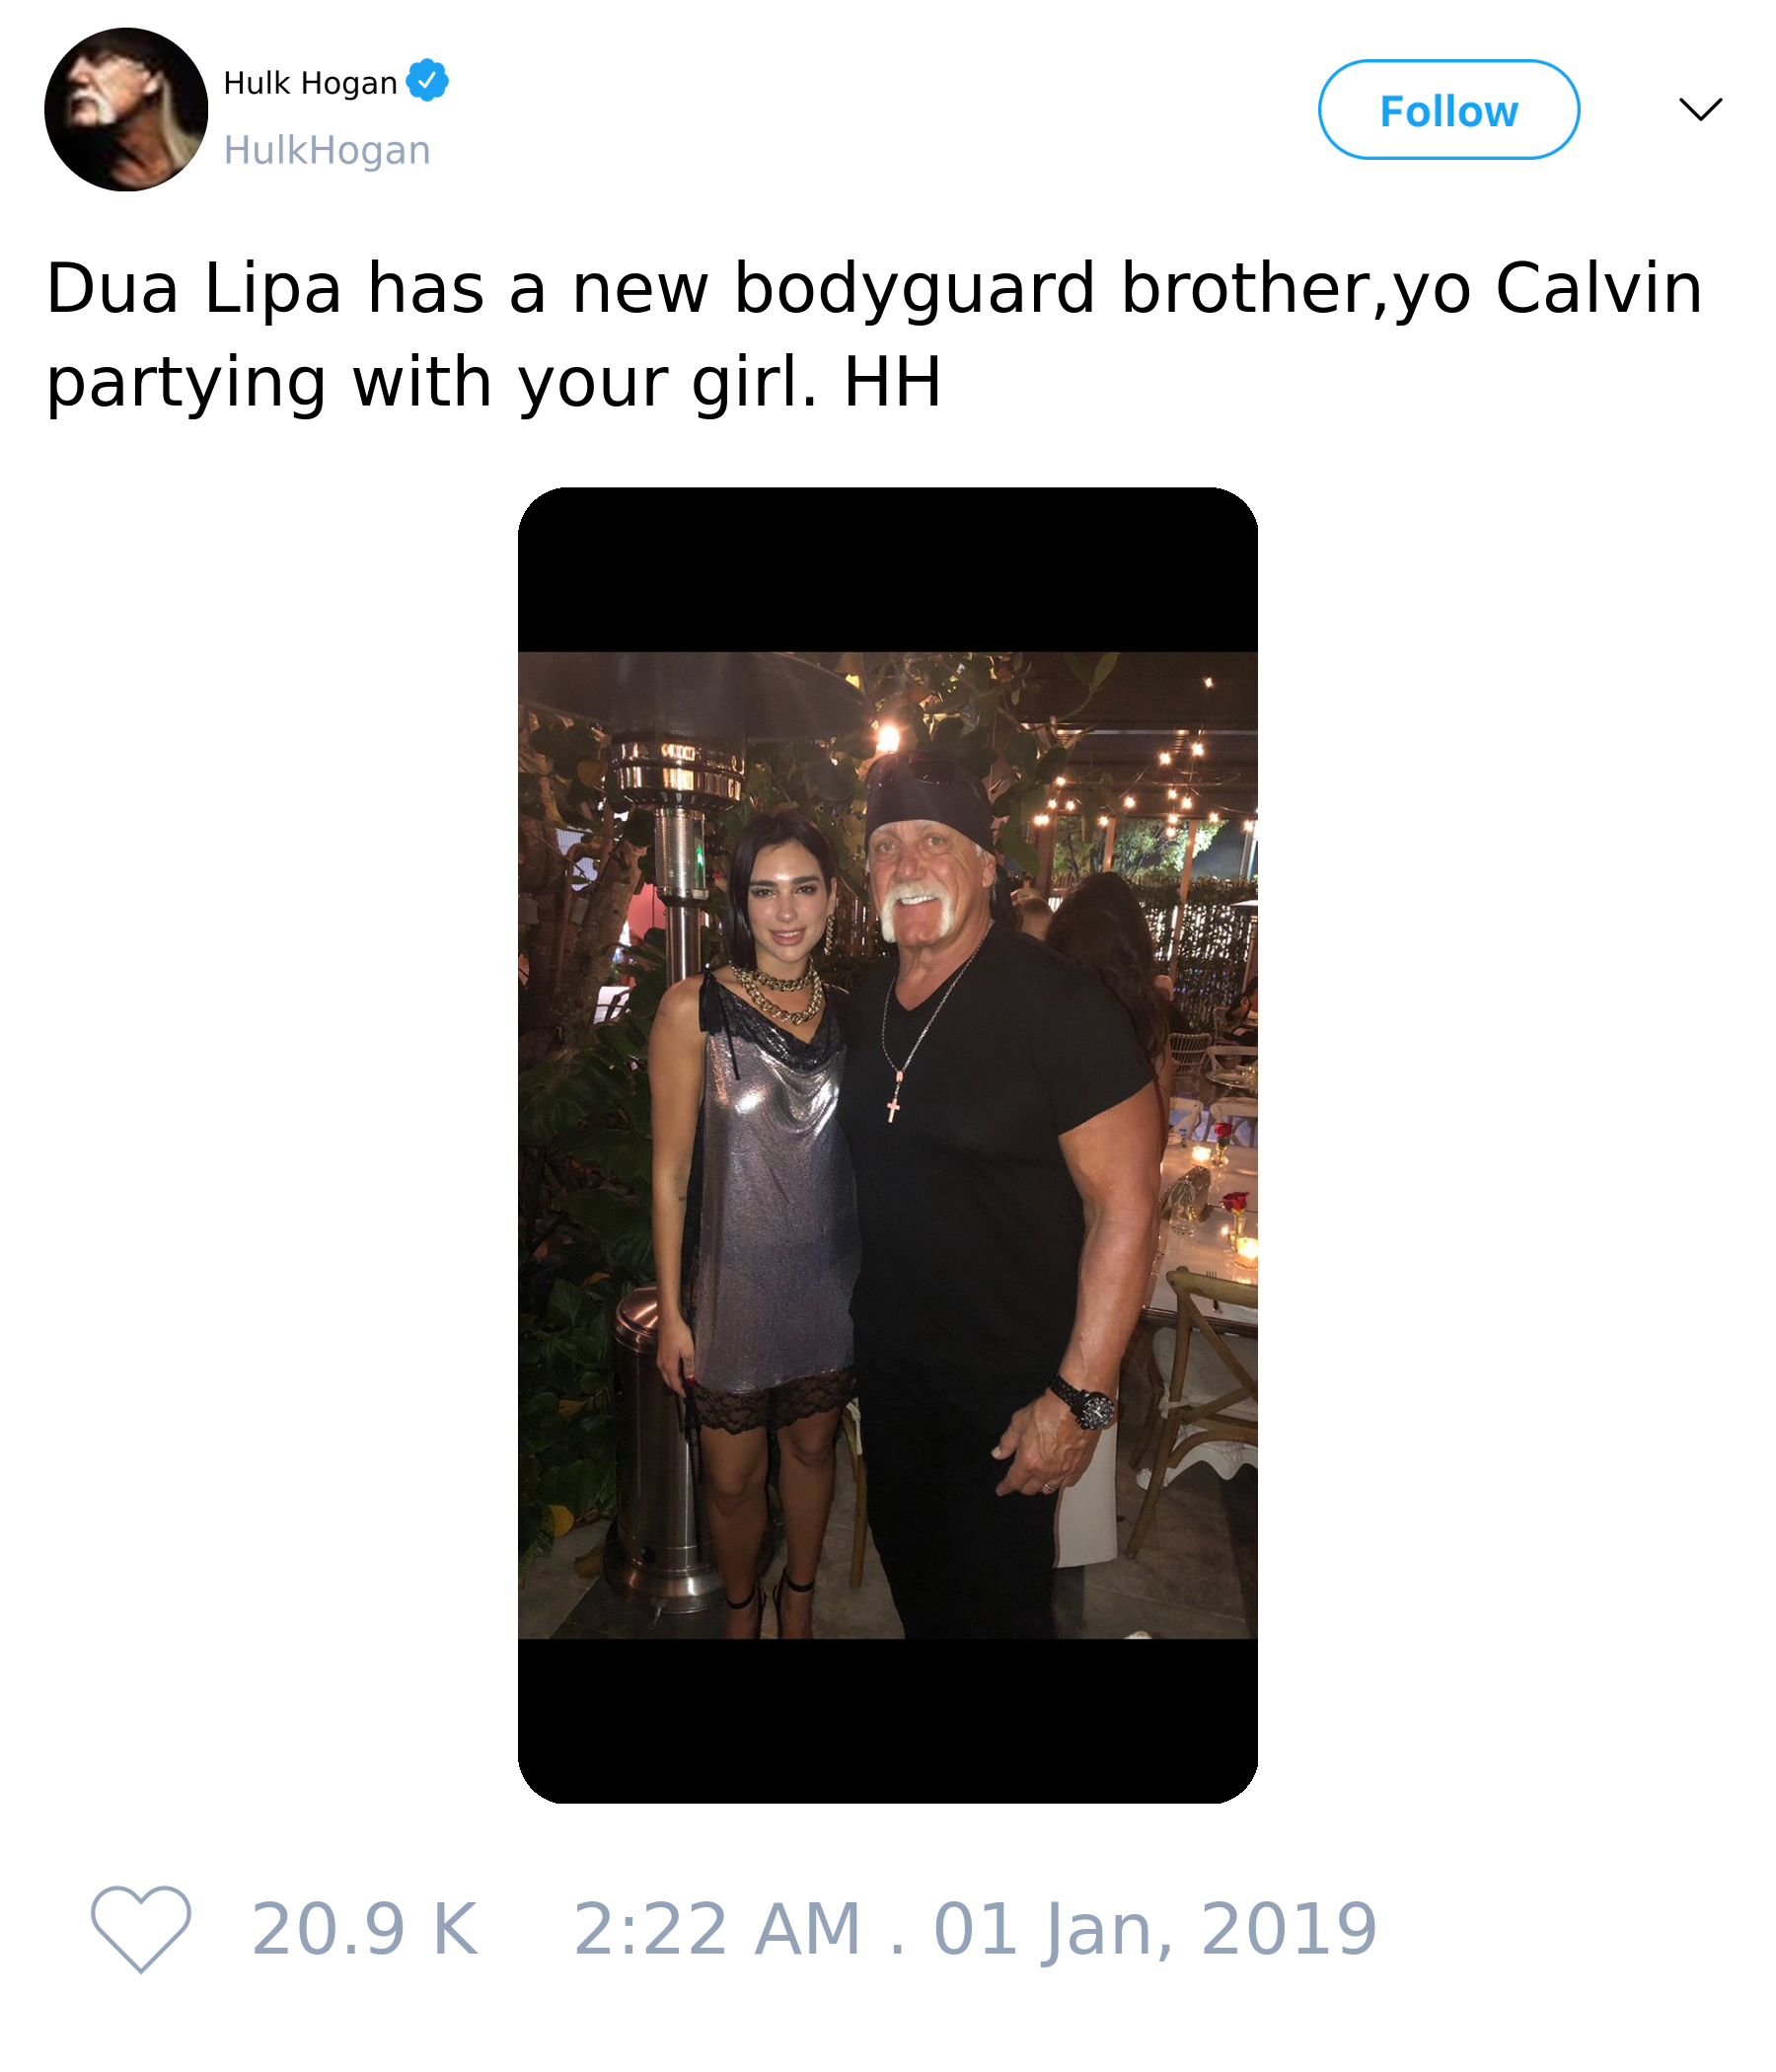 Hulk Hogan
HulkHogan
Follow
Dua Lipa has a new bodyguard brother,yo Calvin
partying with your girl. HH
20.9 K 2:22 AM . 01 Jan, 2019